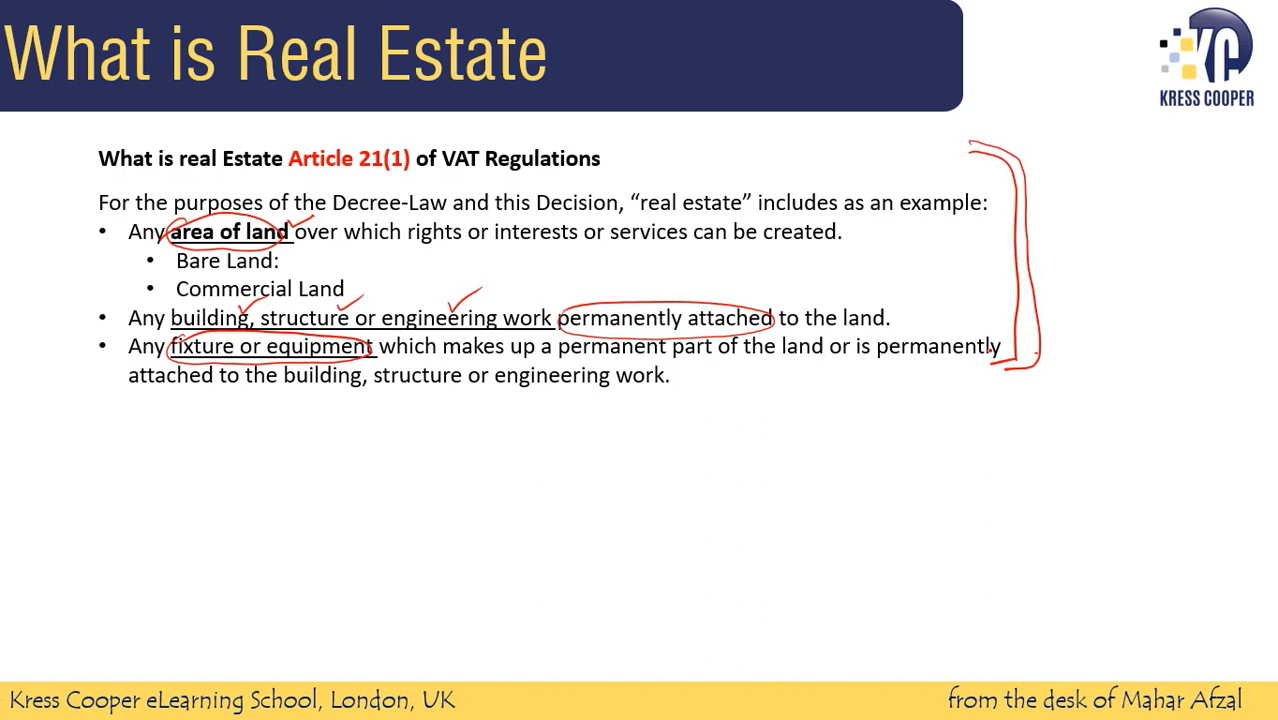 What is Real Estate
KC
KRESS COOPER
What is real Estate Article 21(1) of VAT Regulations
For the purposes of the Decree-Law and this Decision, “real estate” includes as an example:
• Any area of land over which rights or interests or services can be created.
• Bare Land:
• Commercial Land
• Any building, structure or engineering work permanently attached to the land.
• Any fixture or equipment which makes up a permanent part of the land or is permanently
attached to the building, structure or engineering work.
Kress Cooper eLearning School, London, UK
from the desk of Mahar Afzal